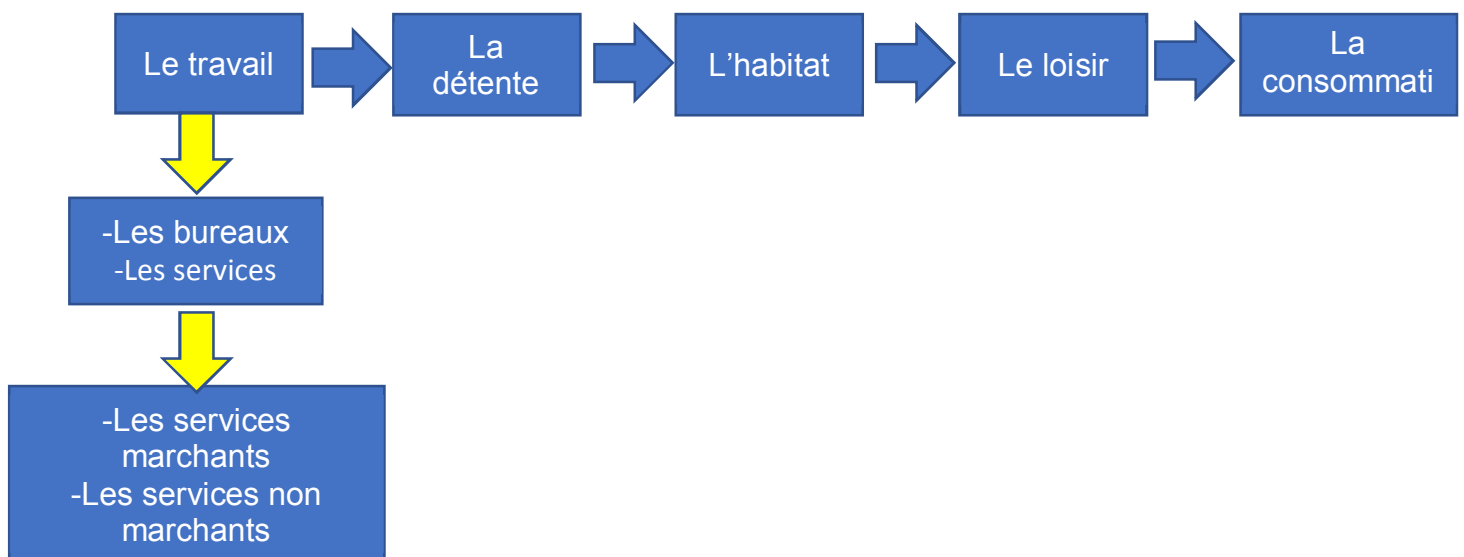 Le travail
La
détente
L’habitat
Le loisir
La
consommati
-Les bureaux
-Les services
-Les services
marchants
-Les services non
marchants